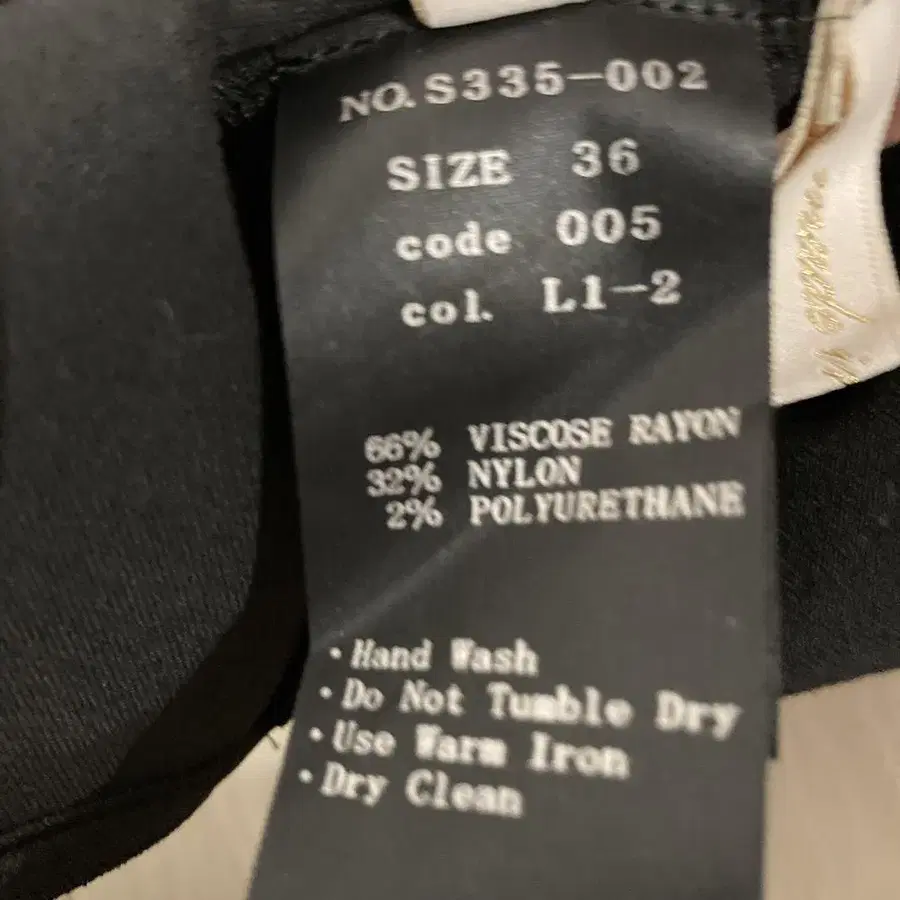 NO. S335-002
SIZE 36
code 005
col. L1-2
66% VISCOSE RAYON
32% NYLON
2% POLYURETHANE
・Hand Wash
・Do Not Tumble Dry
・Use Warm Iron
・Dry Clean